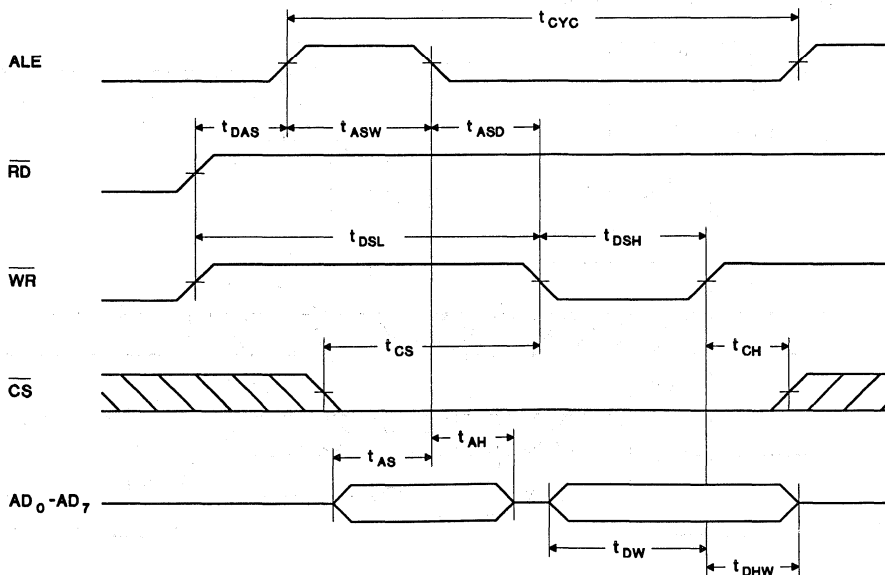 tCYC
ALE
tDAS tASW tASD
RD
tDSL tDSH
WR
tCS tCH
CS
tAS tAH
AD0-AD7
tDW tDHW